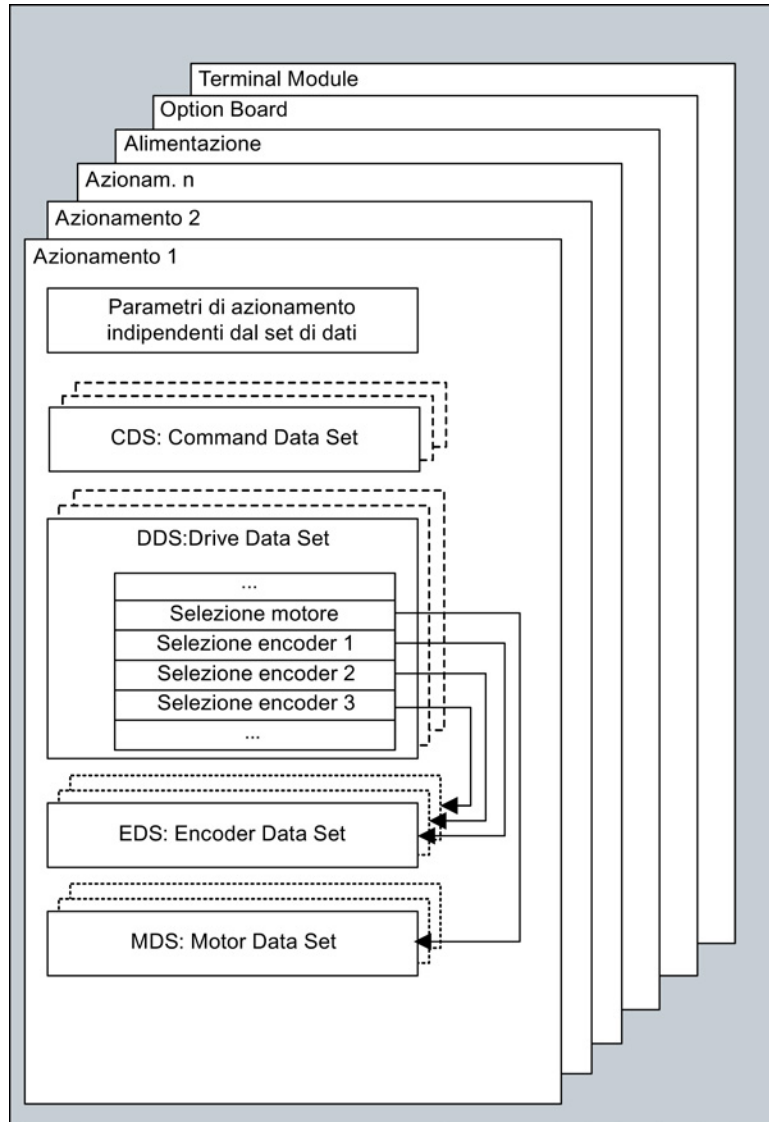 Terminal Module
Option Board
Alimentazione
Azionam. n
Azionamento 2
Azionamento 1
Parametri di azionamento
indipendenti dal set di dati
CDS: Command Data Set
DDS:Drive Data Set
...
Selezione motore
Selezione encoder 1
Selezione encoder 2
Selezione encoder 3
...
EDS: Encoder Data Set
MDS: Motor Data Set